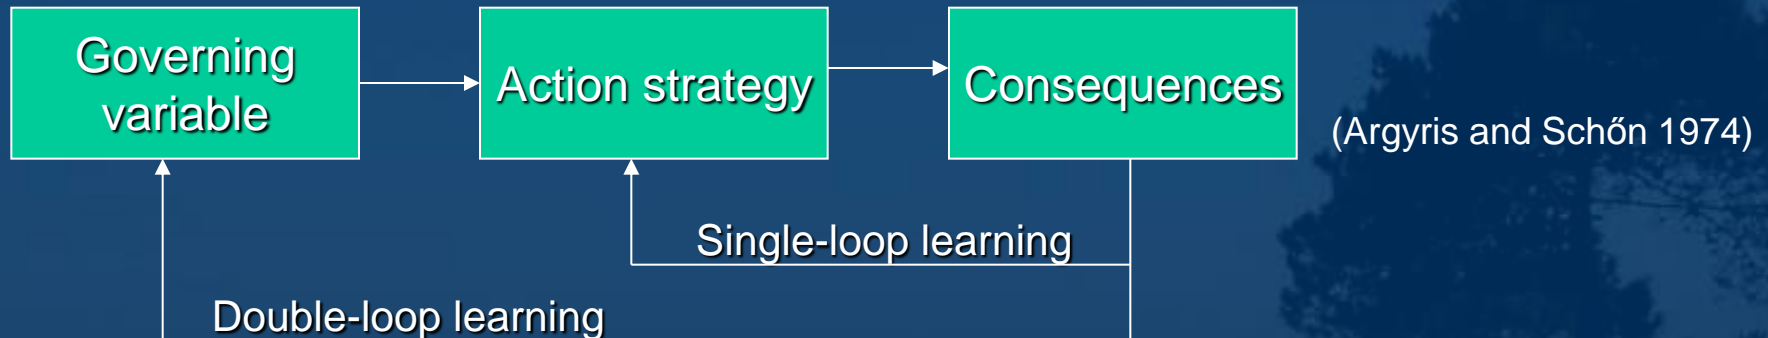 Governing
variable
Action strategy
Consequences
(Argyris and Schőn 1974)
Single-loop learning
Double-loop learning